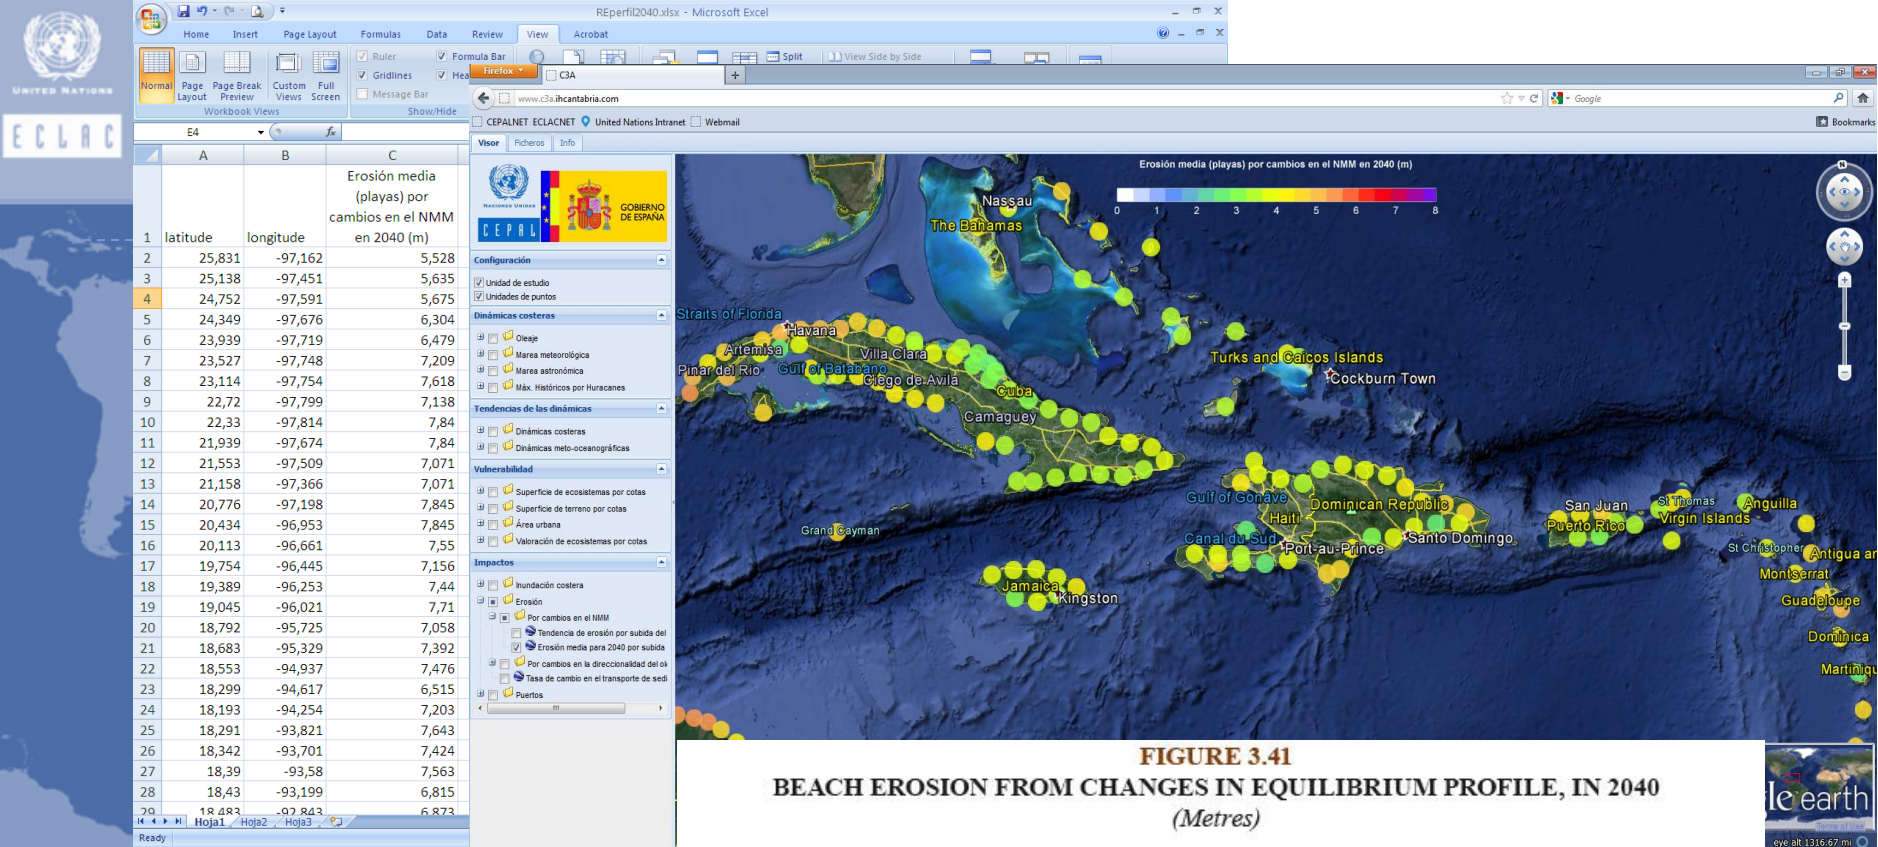 UNITED NATIONS
ECLAC
REperfil2040.xlsx - Microsoft Excel
Home Insert Page Layout Formulas Data Review View Acrobat
Normal Page Layout Page Break Preview Custom Views Full Screen
Workbook Views
Ruler Formula Bar
Gridlines Hea
Message Bar
Show/Hide
Split View Side by Side
E4 fx
A B C
1 latitude longitude Erosión media (playas) por cambios en el NMM en 2040 (m)
2 25,831 -97,162 5,528
3 25,138 -97,451 5,635
4 24,752 -97,591 5,675
5 24,349 -97,676 6,304
6 23,939 -97,719 6,479
7 23,527 -97,748 7,209
8 23,114 -97,754 7,618
9 22,72 -97,799 7,138
10 22,33 -97,814 7,84
11 21,939 -97,674 7,84
12 21,553 -97,509 7,071
13 21,158 -97,366 7,071
14 20,776 -97,198 7,845
15 20,434 -96,953 7,845
16 20,113 -96,661 7,55
17 19,754 -96,445 7,156
18 19,389 -96,253 7,44
19 19,045 -96,021 7,71
20 18,792 -95,725 7,058
21 18,683 -95,329 7,392
22 18,553 -94,937 7,476
23 18,299 -94,617 6,515
24 18,193 -94,254 7,203
25 18,291 -93,821 7,643
26 18,342 -93,701 7,424
27 18,39 -93,58 7,563
28 18,43 -93,199 6,815
29 18,483 -92,843 6,873
Hoja1 Hoja2 Hoja3
Ready
Firefox C3A +
www.c3a.ihcantabria.com Google
CEPALNET ECLACNET United Nations Intranet Webmail Bookmarks
Visor Ficheros Info
NACIONES UNIDAS
CEPAL
GOBIERNO
DE ESPAÑA
Configuración
Unidad de estudio
Unidades de puntos
Dinámicas costeras
Oleaje
Marea meteorológica
Marea astronómica
Máx. Históricos por Huracanes
Tendencias de las dinámicas
Dinámicas costeras
Dinámicas meto-oceanográficas
Vulnerabilidad
Superficie de ecosistemas por cotas
Superficie de terreno por cotas
Área urbana
Valoración de ecosistemas por cotas
Impactos
Inundación costera
Erosión
Por cambios en el NMM
Tendencia de erosión por subida del
Erosión media para 2040 por subida
Por cambios en la direccionalidad del ole
Tasa de cambio en el transporte de sedi
Puertos
Erosión media (playas) por cambios en el NMM en 2040 (m)
0 1 2 3 4 5 6 7 8
N
Nassau
The Bahamas
Straits of Florida
Havana
Artemisa
Villa Clara
Pinar del Rio
Gulf of Batabano
Ciego de Avila
Cuba
Camaguey
Turks and Caicos Islands
Cockburn Town
Grand Cayman
Gulf of Gonâve
Haiti
Dominican Republic
Canal du Sud
Port-au-Prince
Santo Domingo
Jamaica
Kingston
San Juan
Puerto Rico
St Thomas
Virgin Islands
Anguilla
St Christopher
Antigua an
Montserrat
Guadeloupe
Dominica
Martiniqu
FIGURE 3.41
BEACH EROSION FROM CHANGES IN EQUILIBRIUM PROFILE, IN 2040
(Metres)
le earth
Terms of Use
eye alt 1316.67 mi